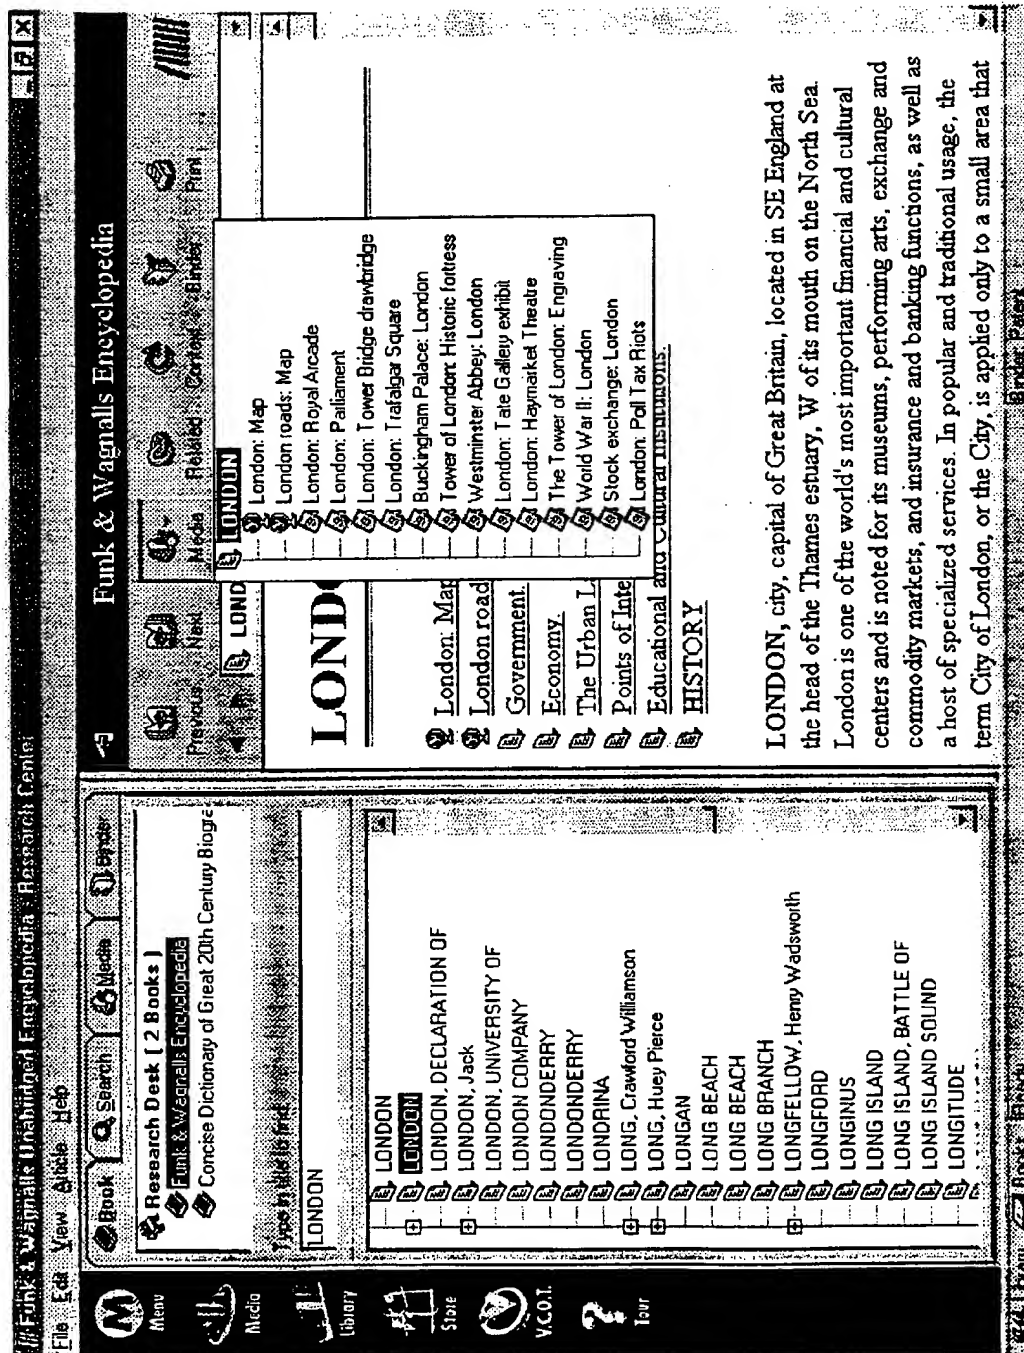 Funk & Wagnalls Unabridged Encyclopedia - Research Center
File Edit View Article Help
Menu
Media
Library
Store
V.C.O.T.
Tour
Book Search Media Binder
Research Desk [ 2 Books ]
Funk & Wagnalls Encyclopedia
Concise Dictionary of Great 20th Century Biogra
Type in title to find
LONDON
LONDON
LONDON
LONDON, DECLARATION OF
LONDON, Jack
LONDON, UNIVERSITY OF
LONDON COMPANY
LONDONDERRY
LONDONDERRY
LONDRINA
LONG, Crawford Williamson
LONG, Huey Pierce
LONGAN
LONG BEACH
LONG BEACH
LONG BRANCH
LONGFELLOW, Henry Wadsworth
LONGFORD
LONGINUS
LONG ISLAND
LONG ISLAND, BATTLE OF
LONG ISLAND SOUND
LONGITUDE
Funk & Wagnalls Encyclopedia
Previous Next Media Related Context Binder Print
LOND
LONDON
London: Map
London roads: Map
London: Royal Arcade
London: Parliament
London: Tower Bridge drawbridge
London: Trafalgar Square
Buckingham Palace: London
Tower of London: Historic fortress
Westminster Abbey: London
London: Tate Gallery exhibit
London: Haymarket Theatre
The Tower of London: Engraving
World War II: London
Stock exchange: London
London: Poll Tax Riots
LONDO
London: Map
London road
Government.
Economy.
The Urban L
Points of Inte
Educational and Cultural Institutions.
HISTORY
LONDON, city, capital of Great Britain, located in SE England at
the head of the Thames estuary, W of its mouth on the North Sea.
London is one of the world's most important financial and cultural
centers and is noted for its museums, performing arts, exchange and
commodity markets, and insurance and banking functions, as well as
a host of specialized services. In popular and traditional usage, the
term City of London, or the City, is applied only to a small area that
Book: Ready